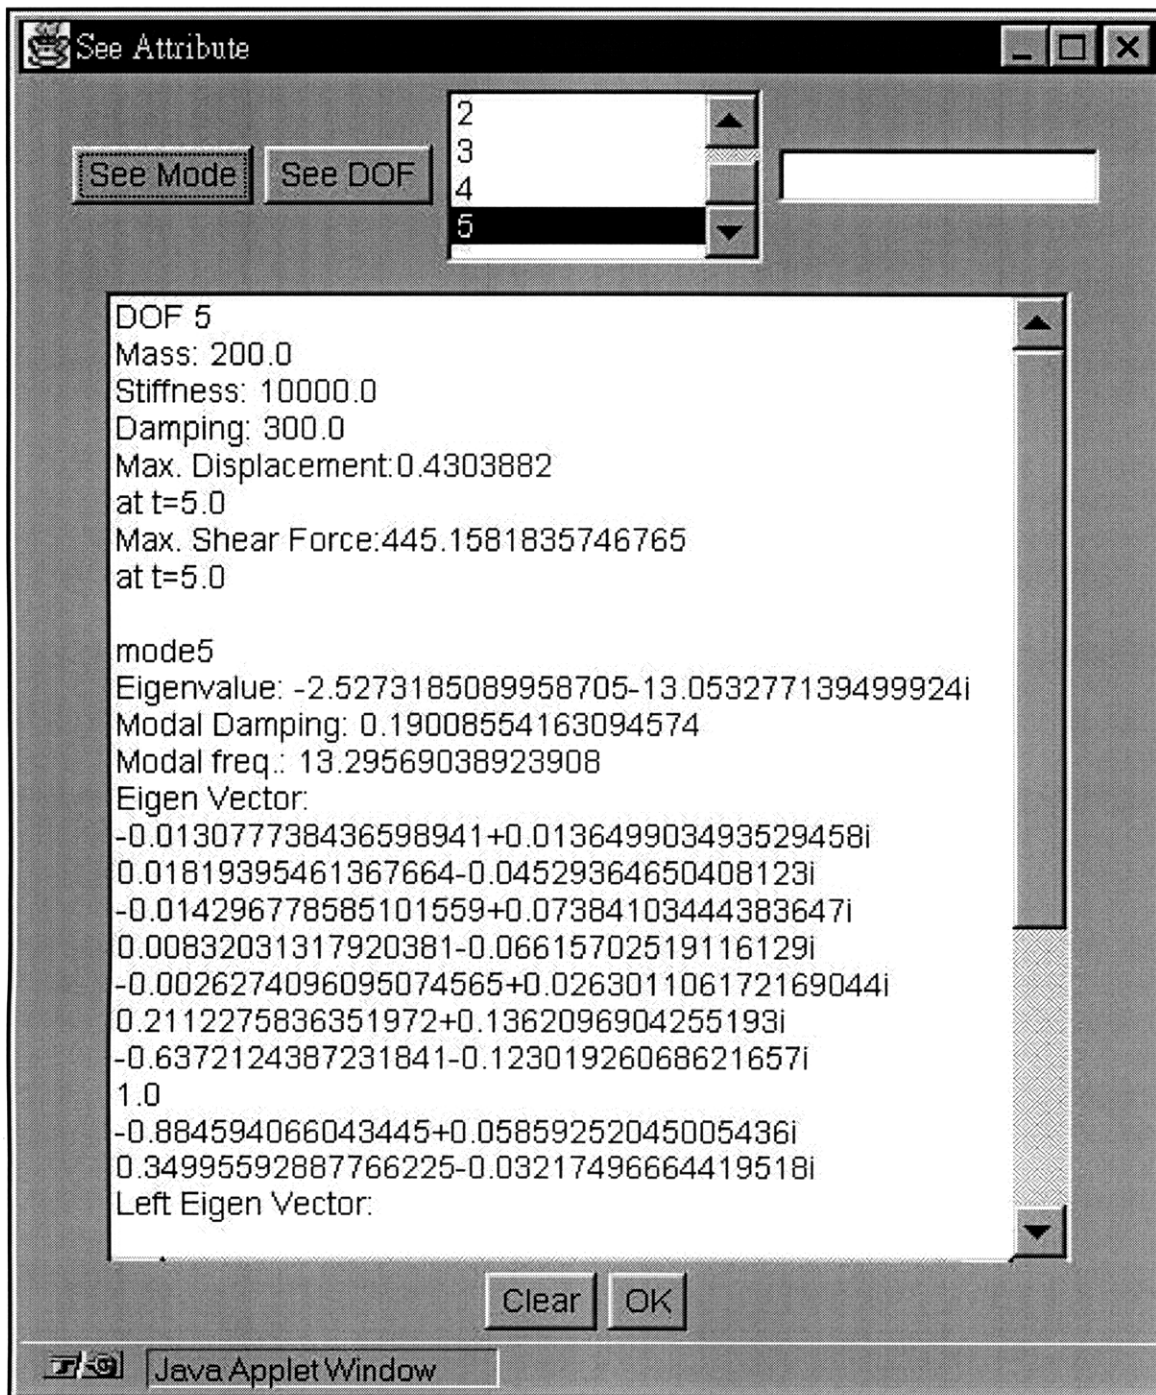 See Attribute
See Mode
See DOF
2
3
4
5
DOF 5
Mass: 200.0
Stiffness: 10000.0
Damping: 300.0
Max. Displacement:0.4303882
at t=5.0
Max. Shear Force:445.1581835746765
at t=5.0
mode5
Eigenvalue: -2.5273185089958705-13.053277139499924i
Modal Damping: 0.19008554163094574
Modal freq.: 13.29569038923908
Eigen Vector:
-0.013077738436598941+0.0136499034935294​58i
0.01819395461367664-0.04529364650408123i
-0.014296778585101559+0.07384103444383647i
0.00832031317920381-0.06615702519116129i
-0.0026274096095074565+0.026301106172169044i
0.2112275836351972+0.1362096904255193i
-0.6372124387231841-0.12301926068621657i
1.0
-0.884594066043445+0.05859252045005436i
0.34995592887766225-0.03217496664419518i
Left Eigen Vector:
Clear
OK
Java Applet Window